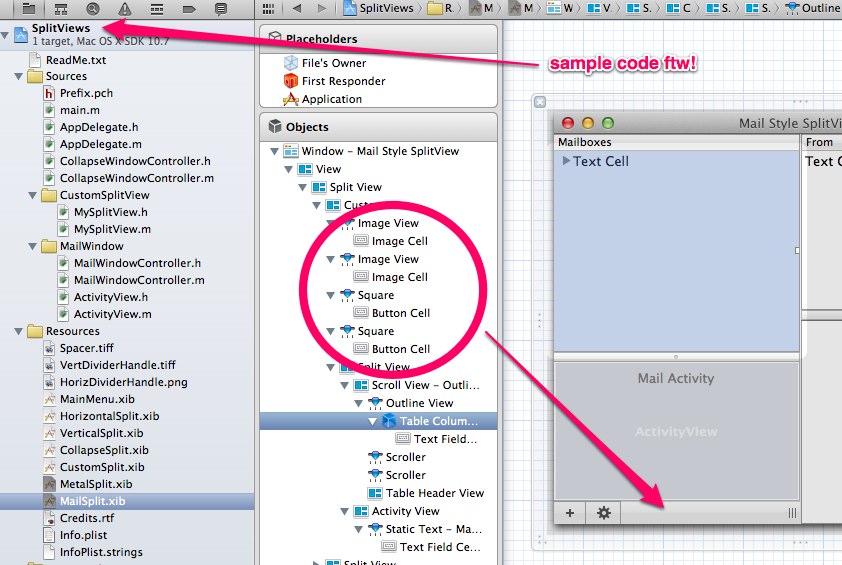 SplitViews
1 target, Mac OS X SDK 10.7
ReadMe.txt
Sources
Prefix.pch
main.m
AppDelegate.h
AppDelegate.m
CollapseWindowController.h
CollapseWindowController.m
CustomSplitView
MySplitView.h
MySplitView.m
MailWindow
MailWindowController.h
MailWindowController.m
ActivityView.h
ActivityView.m
Resources
Spacer.tiff
VertDividerHandle.tiff
HorizDividerHandle.png
MainMenu.xib
HorizontalSplit.xib
VerticalSplit.xib
CollapseSplit.xib
CustomSplit.xib
MetalSplit.xib
MailSplit.xib
Credits.rtf
Info.plist
InfoPlist.strings
SplitViews
R.
M
M
W
V
S.
C
S.
S.
Outline
Placeholders
File's Owner
First Responder
Application
Objects
Window – Mail Style SplitView
View
Split View
Image View
Image Cell
Image View
Image Cell
Square
Button Cell
Square
Button Cell
Split View
Scroll View – Outli...
Outline View
Table Colum...
Text Field...
Scroller
Scroller
Table Header View
Activity View
Static Text – Ma...
Text Field Ce...
Split View
sample code ftw!
Mail Style SplitVi
Mailboxes
From
Text Cell
Text C
Mail Activity
ActivityView
+